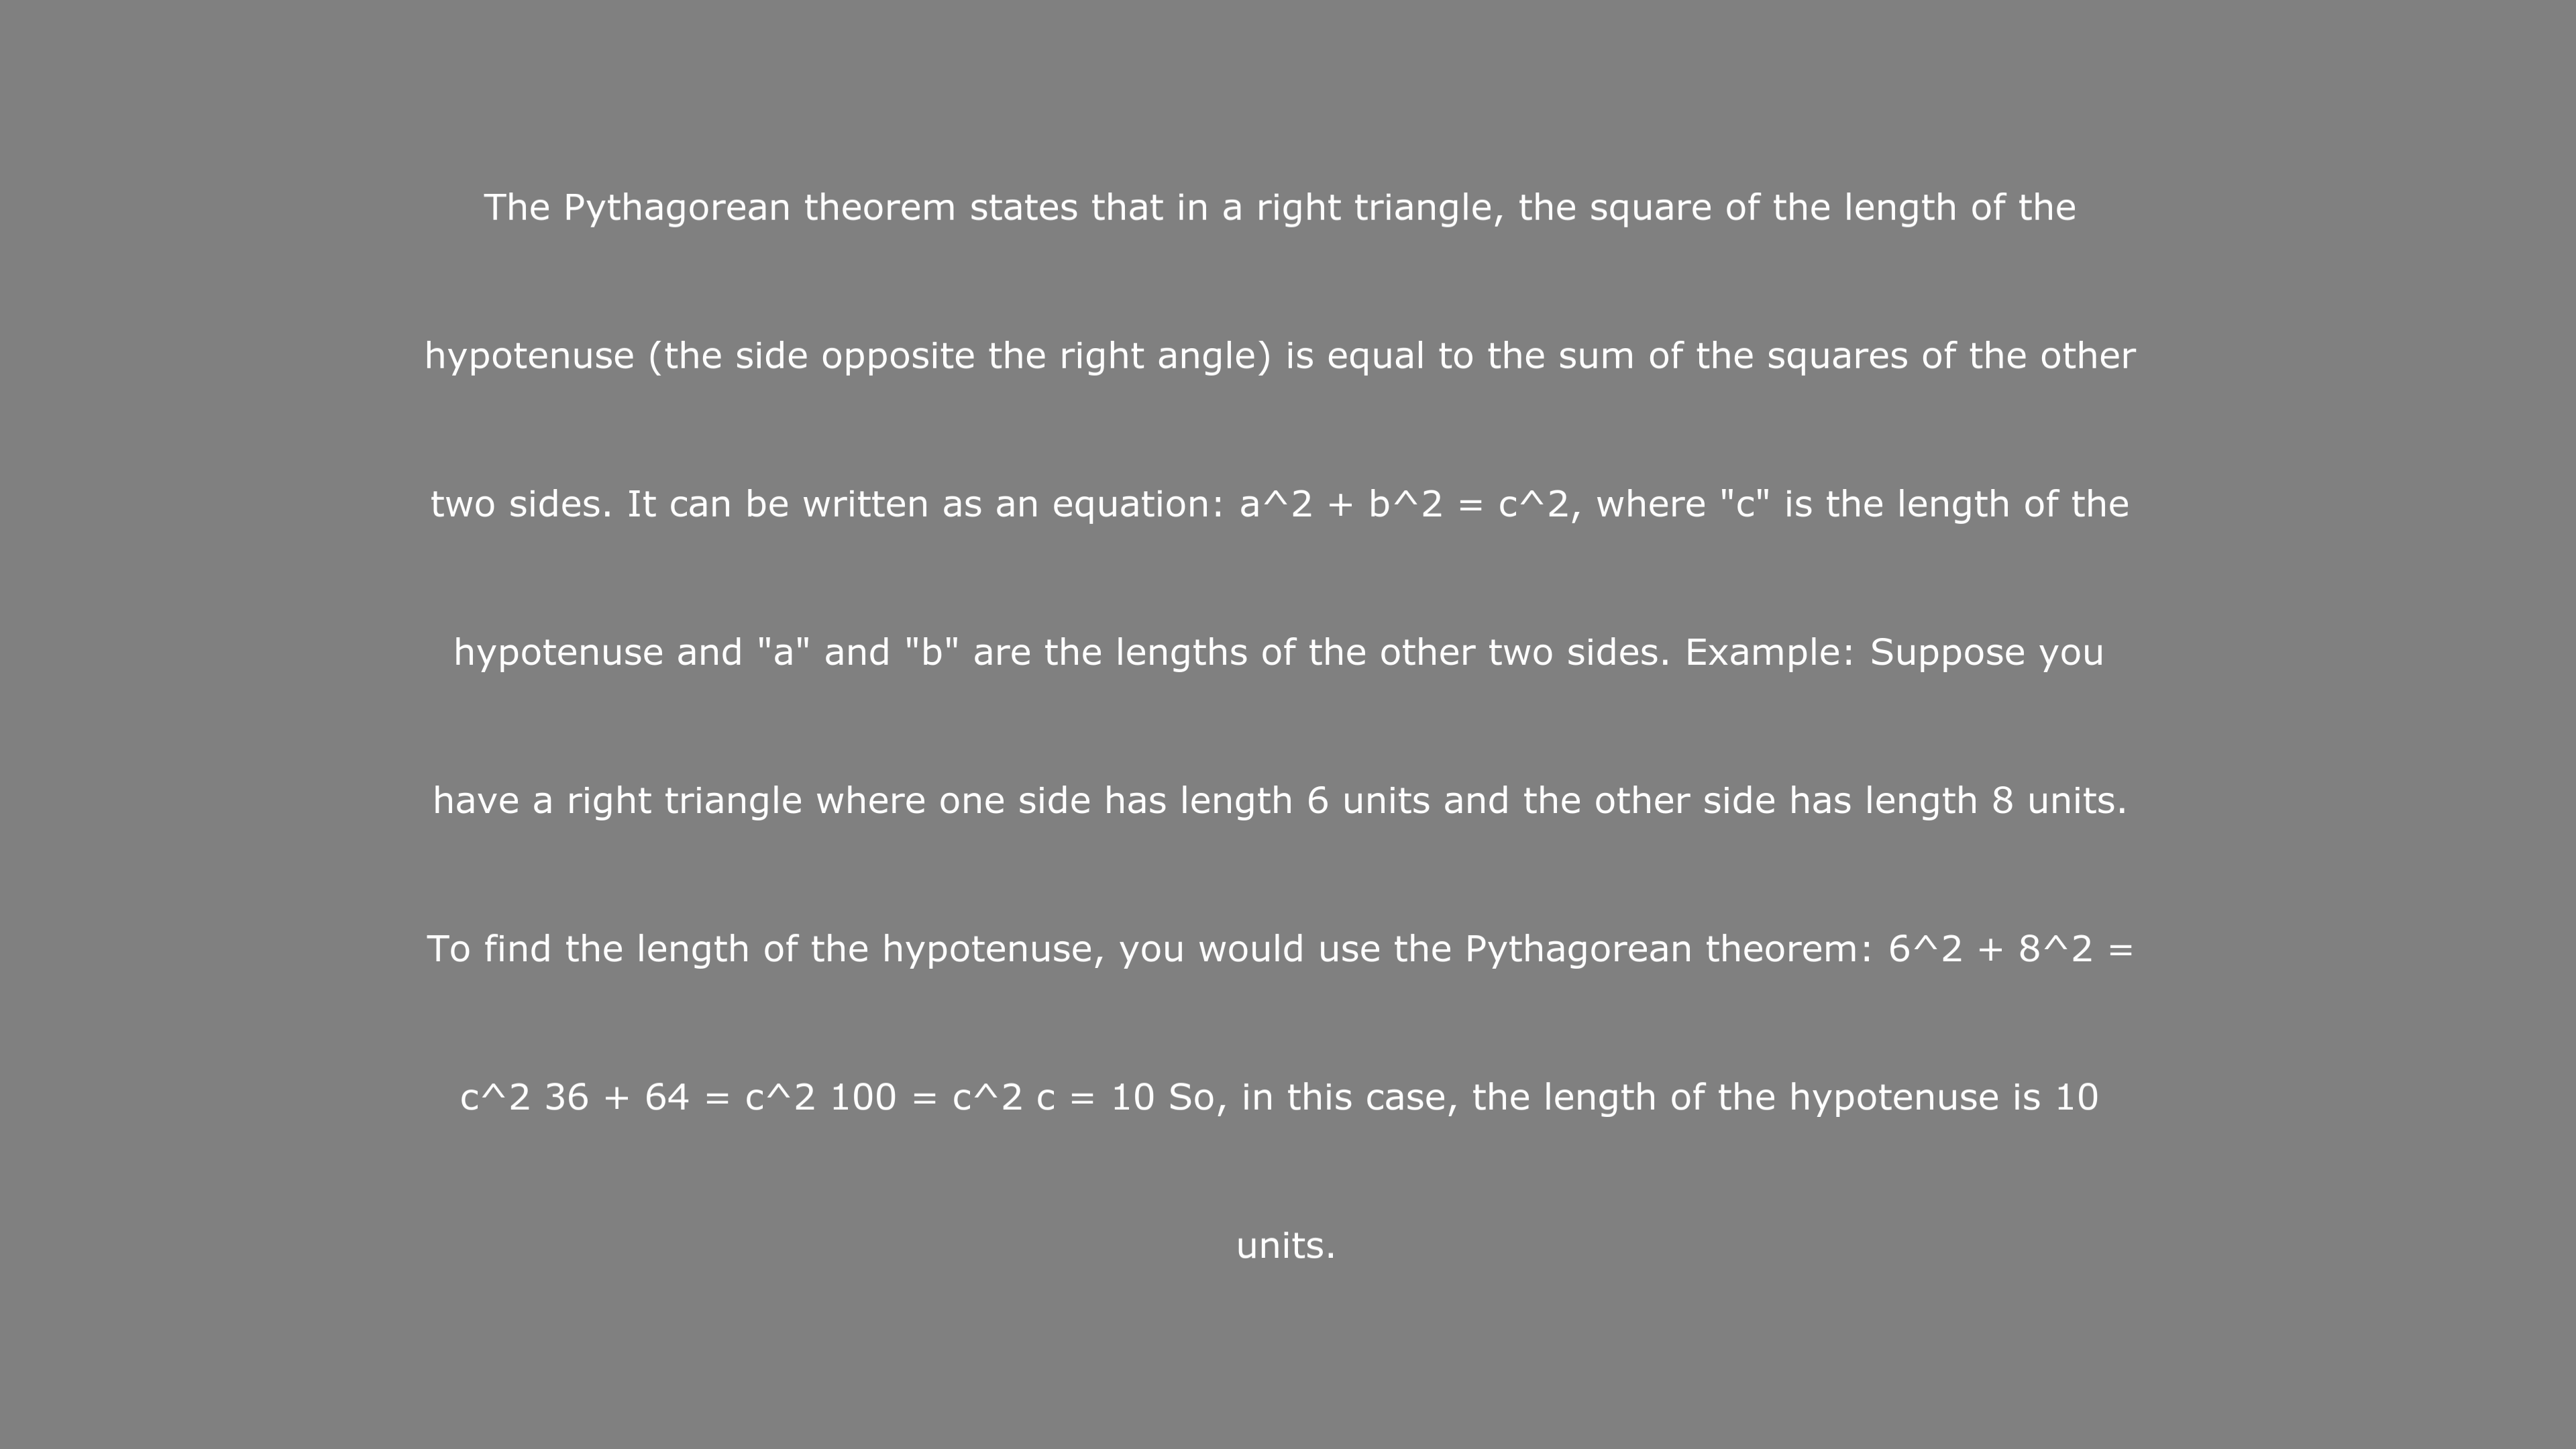 The Pythagorean theorem states that in a right triangle, the square of the length of the
hypotenuse (the side opposite the right angle) is equal to the sum of the squares of the other
two sides. It can be written as an equation: a^2 + b^2 = c^2, where "c" is the length of the
hypotenuse and "a" and "b" are the lengths of the other two sides. Example: Suppose you
have a right triangle where one side has length 6 units and the other side has length 8 units.
To find the length of the hypotenuse, you would use the Pythagorean theorem: 6^2 + 8^2 =
c^2 36 + 64 = c^2 100 = c^2 c = 10 So, in this case, the length of the hypotenuse is 10
units.